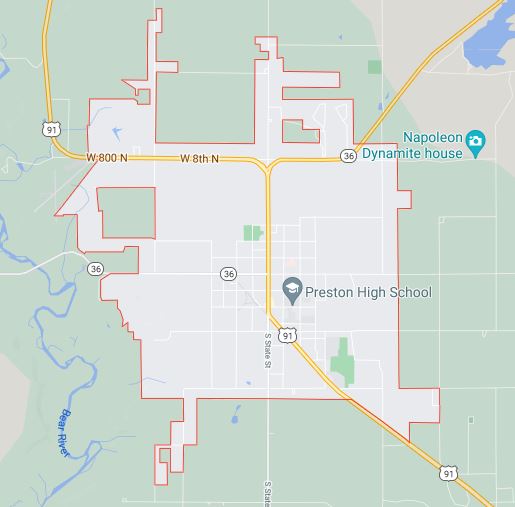 91
W 800 N
W 8th N
36
Napoleon
Dynamite house
36
36
Preston High School
91
S State St
Bear River
91
S State